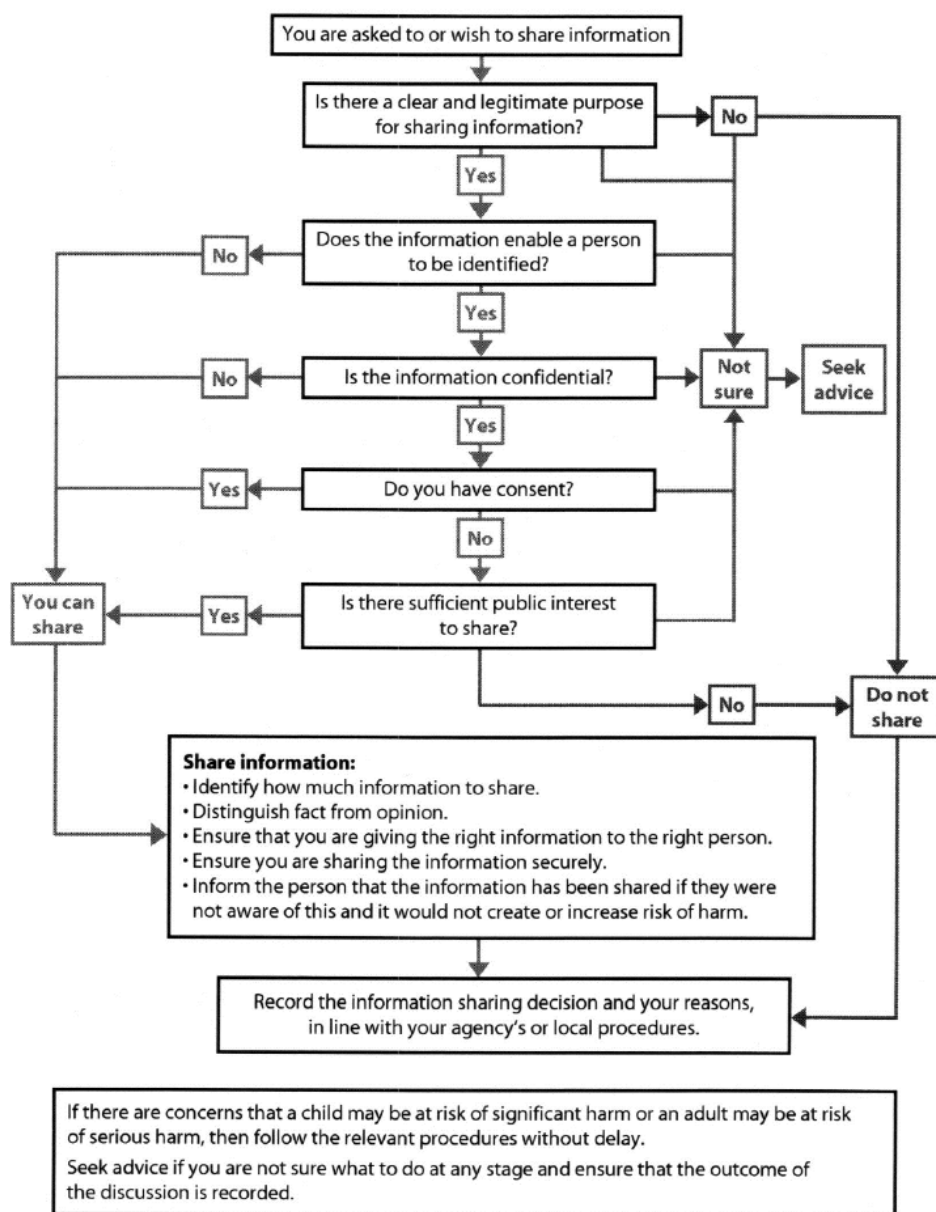 You are asked to or wish to share information
Is there a clear and legitimate purpose
for sharing information?
No
Yes
Does the information enable a person
to be identified?
No
Yes
Is the information confidential?
No
Not
sure
Seek
advice
Yes
Do you have consent?
Yes
No
You can
share
Yes
Is there sufficient public interest
to share?
No
Do not
share
Share information:
• Identify how much information to share.
• Distinguish fact from opinion.
• Ensure that you are giving the right information to the right person.
• Ensure you are sharing the information securely.
• Inform the person that the information has been shared if they were
not aware of this and it would not create or increase risk of harm.
Record the information sharing decision and your reasons,
in line with your agency's or local procedures.
If there are concerns that a child may be at risk of significant harm or an adult may be at risk
of serious harm, then follow the relevant procedures without delay.
Seek advice if you are not sure what to do at any stage and ensure that the outcome of
the discussion is recorded.